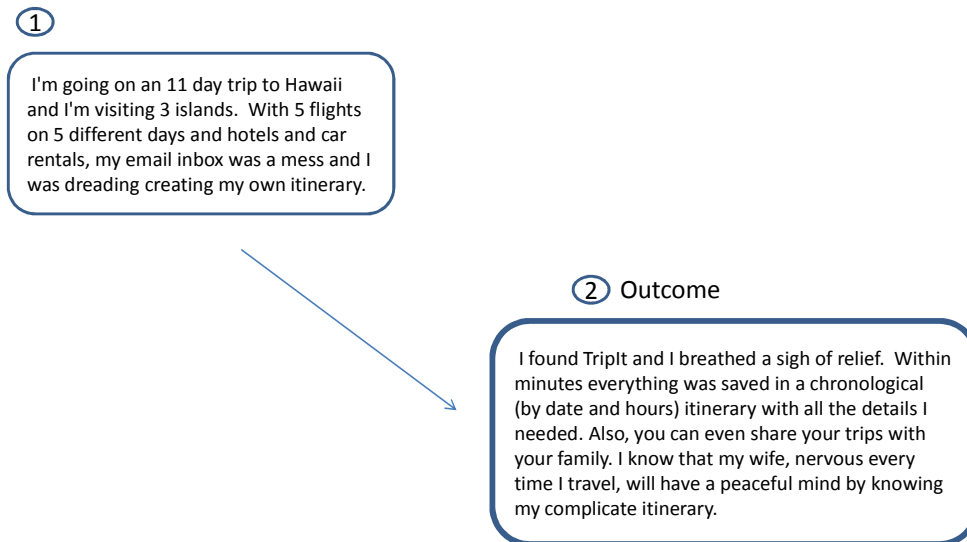 1
I'm going on an 11 day trip to Hawaii
and I'm visiting 3 islands.  With 5 flights
on 5 different days and hotels and car
rentals, my email inbox was a mess and I
was dreading creating my own itinerary.
2 Outcome
I found TripIt and I breathed a sigh of relief.  Within
minutes everything was saved in a chronological
(by date and hours) itinerary with all the details I
needed. Also, you can even share your trips with
your family. I know that my wife, nervous every
time I travel, will have a peaceful mind by knowing
my complicate itinerary.